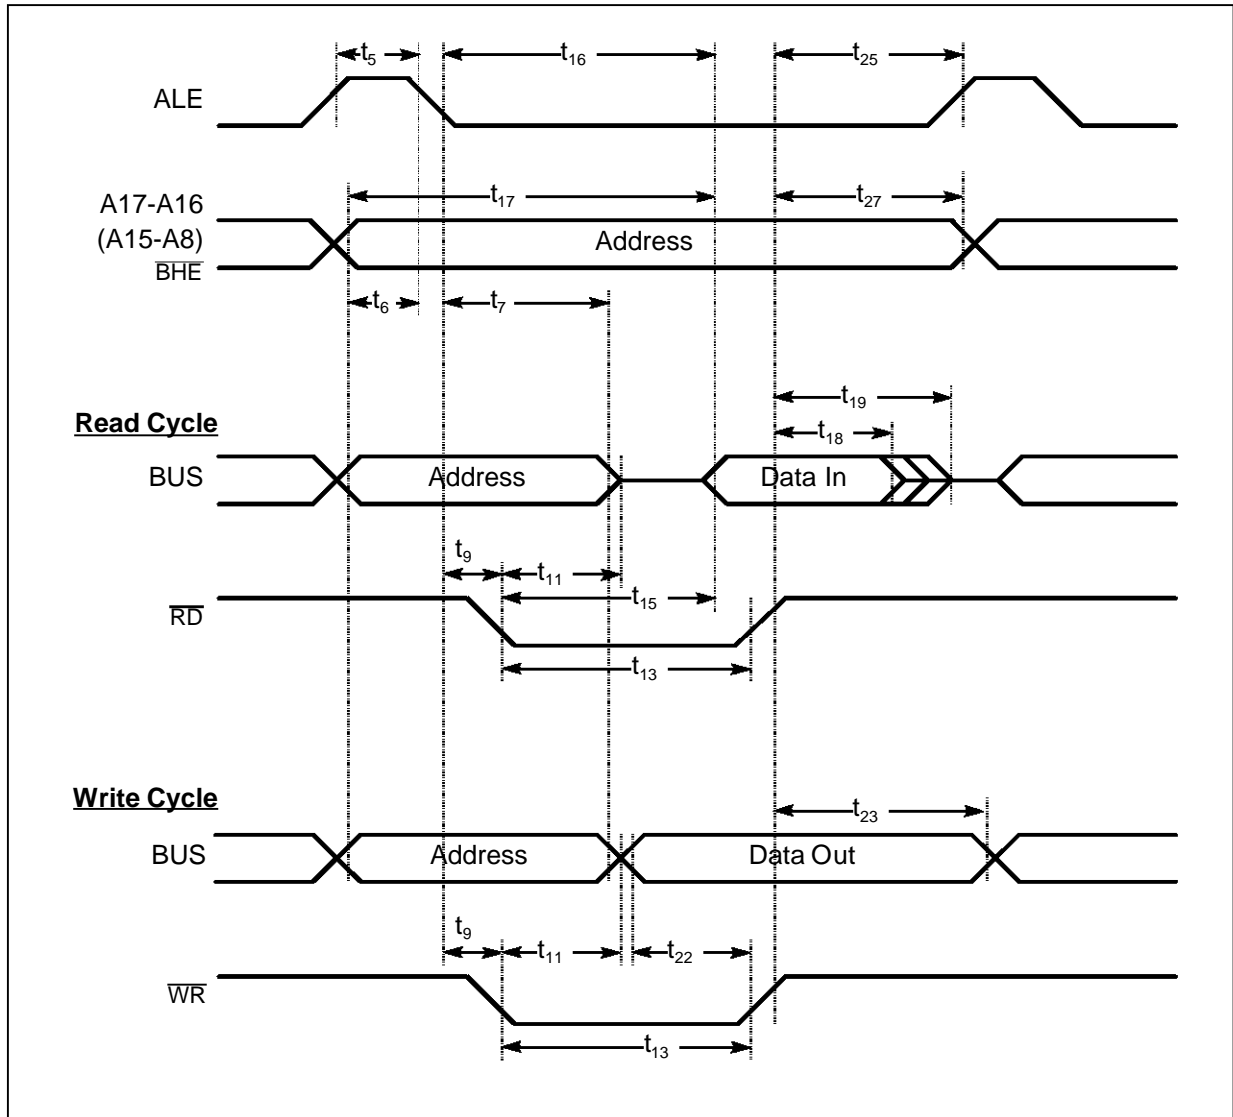 t5 t16 t25
ALE
t17 t27
A17-A16
(A15-A8) Address
BHE
t6 t7
t19
Read Cycle
t18
BUS Address Data In
t9 t11
t15
RD
t13
Write Cycle
t23
BUS Address Data Out
t9 t11 t22
WR
t13